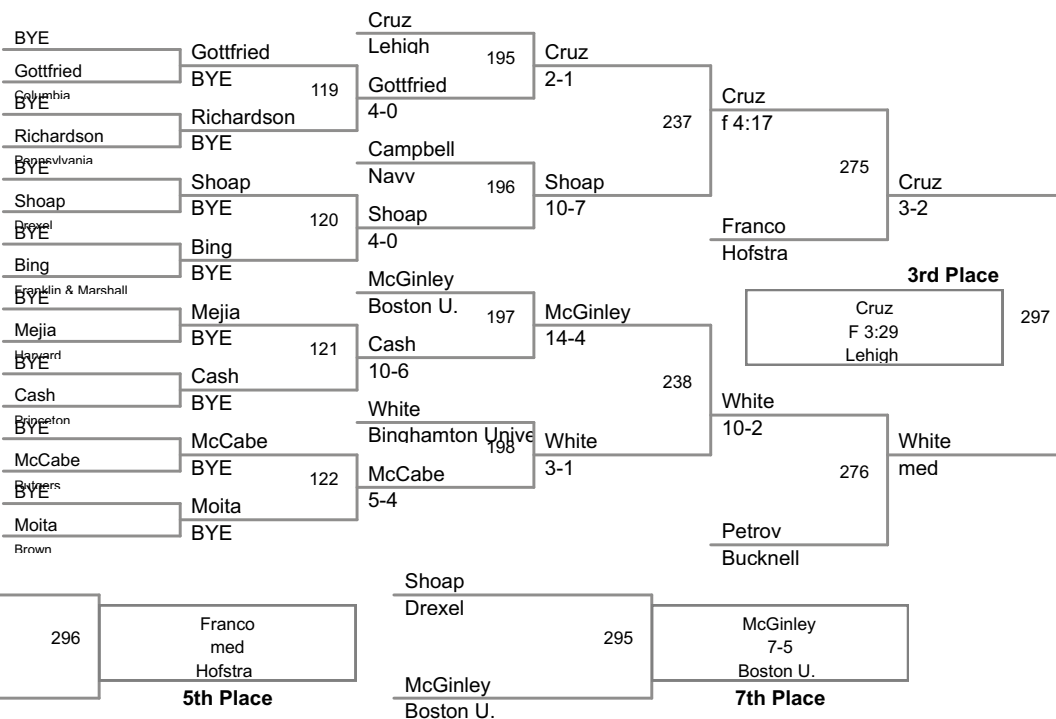 BYE
Gottfried
Columbia
BYE
Richardson
Pennsylvania
BYE
Shoap
Drexel
BYE
Bing
Franklin & Marshall
BYE
Mejia
Harvard
BYE
Cash
Princeton
BYE
McCabe
Rutgers
BYE
Moita
Brown
Gottfried
BYE
119
Richardson
BYE
Shoap
BYE
120
Bing
BYE
Mejia
BYE
121
Cash
BYE
McCabe
BYE
122
Moita
BYE
Cruz
Lehigh
195
Gottfried
4-0
Campbell
Navy
196
Shoap
4-0
McGinley
Boston U.
197
Cash
10-6
White
Binghamton Unive
198
McCabe
5-4
Cruz
2-1
237
Shoap
10-7
McGinley
14-4
238
White
3-1
Cruz
f 4:17
275
Franco
Hofstra
White
10-2
276
Petrov
Bucknell
Cruz
3-2
3rd Place
Cruz
F 3:29
Lehigh
297
White
med
296
Franco
med
Hofstra
5th Place
Shoap
Drexel
295
McGinley
Boston U.
McGinley
7-5
Boston U.
7th Place